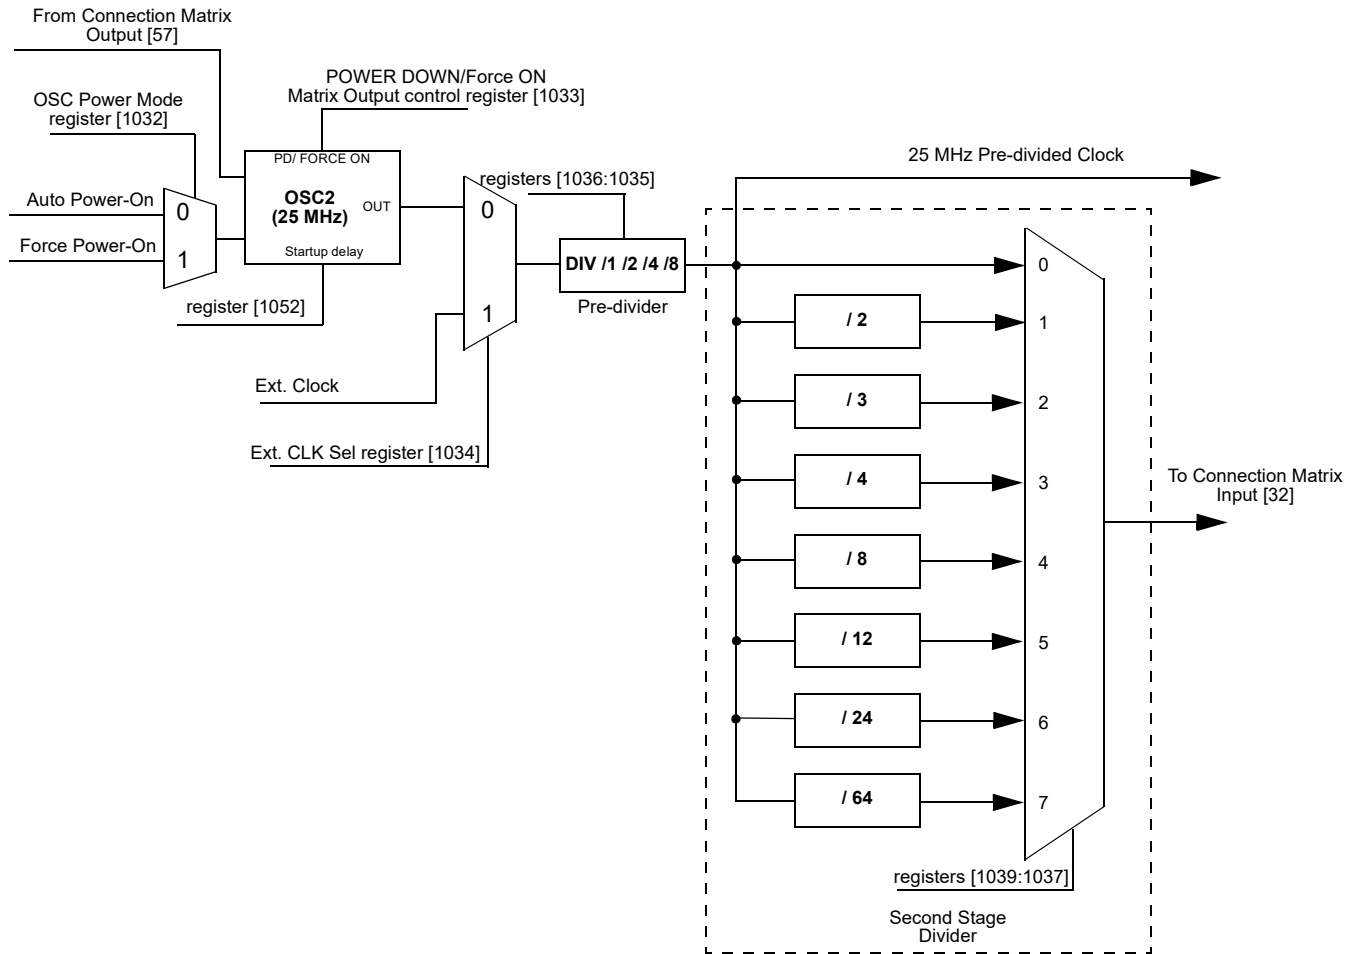 From Connection Matrix
Output [57]
POWER DOWN/Force ON
Matrix Output control register [1033]
OSC Power Mode
register [1032]
PD/ FORCE ON
OSC2
(25 MHz)
OUT
Startup delay
Auto Power-On
0
Force Power-On
1
register [1052]
0
1
Ext. Clock
Ext. CLK Sel register [1034]
registers [1036:1035]
DIV /1 /2 /4 /8
Pre-divider
25 MHz Pre-divided Clock
0
/ 2
1
/ 3
2
/ 4
3
/ 8
4
/ 12
5
/ 24
6
/ 64
7
To Connection Matrix
Input [32]
registers [1039:1037]
Second Stage
Divider